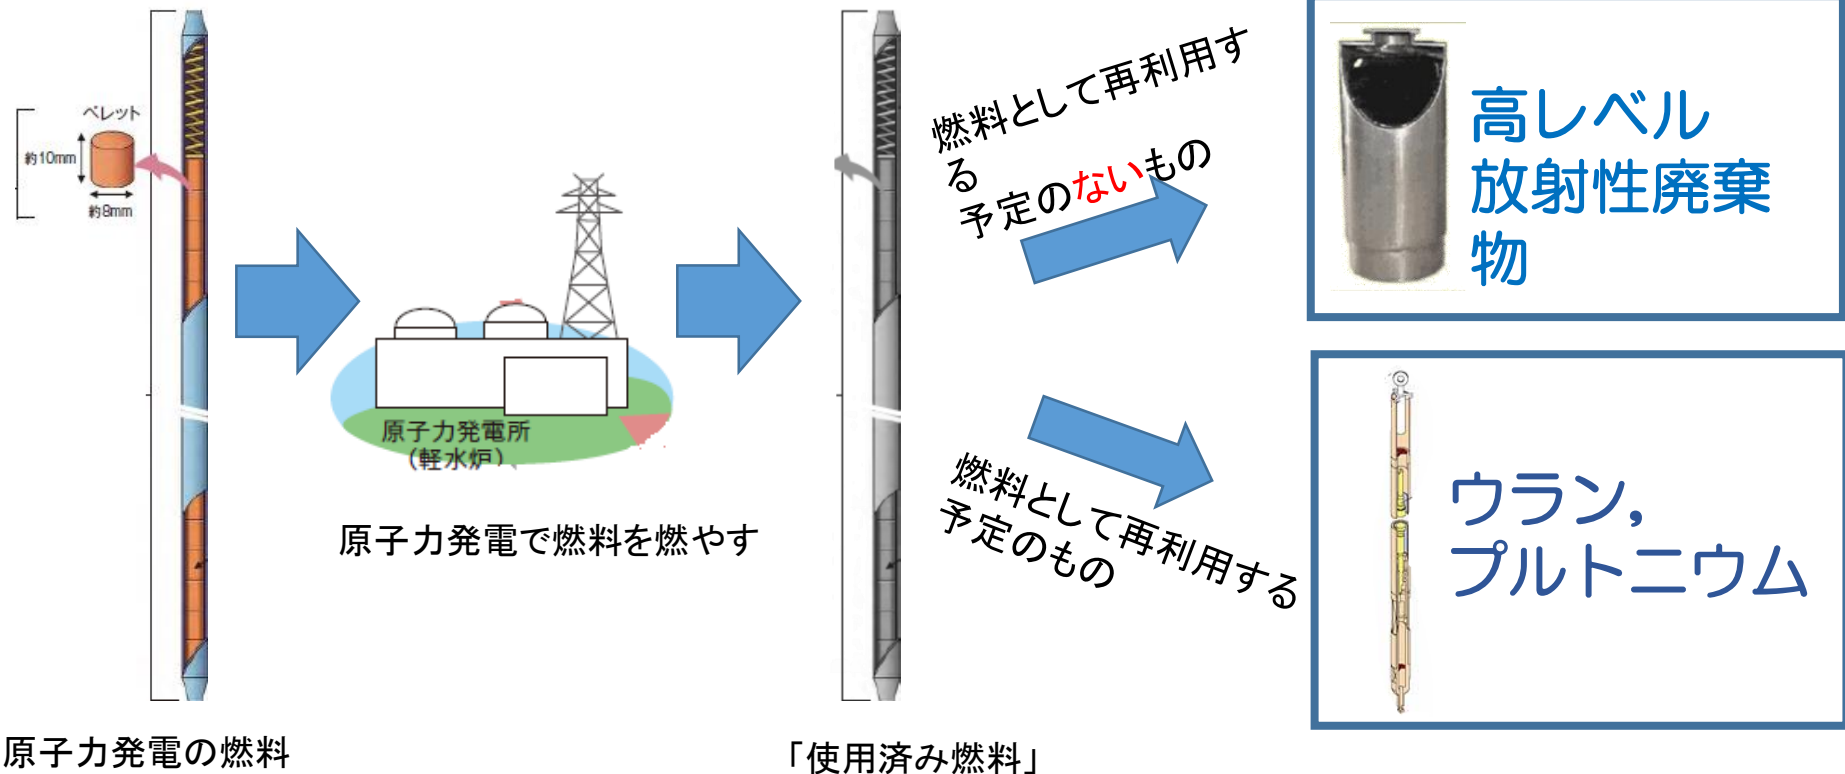 ペレット
約10mm
約8mm
原子力発電の燃料
原子力発電所
(軽水炉)
原子力発電で燃料を燃やす
「使用済み燃料」
燃料として再利用す
る
予定のないもの
燃料として再利用する
予定のもの
高レベル
放射性廃棄
物
ウラン,
プルトニウム